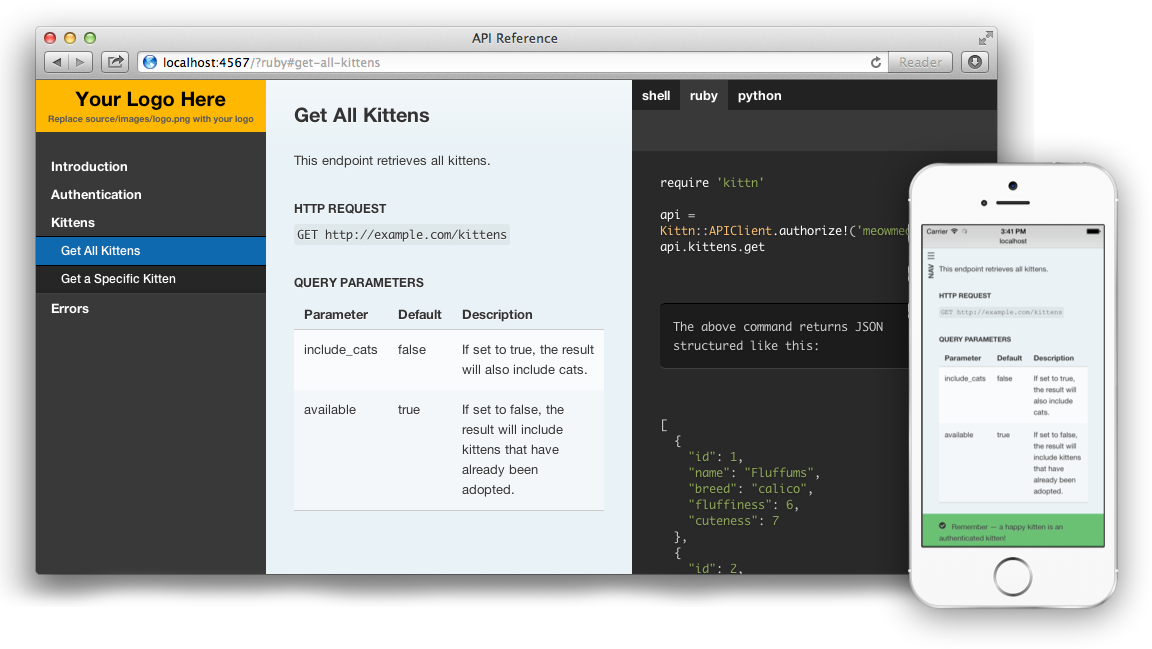 API Reference
localhost:4567/?ruby#get-all-kittens
Reader
Your Logo Here
Replace source/images/logo.png with your logo
Introduction
Authentication
Kittens
Get All Kittens
Get a Specific Kitten
Errors
Get All Kittens
This endpoint retrieves all kittens.
HTTP REQUEST
GET http://example.com/kittens
QUERY PARAMETERS
Parameter Default Description
include_cats false If set to true, the result
will also include cats.
available true If set to false, the
result will include
kittens that have
already been
adopted.
shell ruby python
require 'kittn'
api =
Kittn::APIClient.authorize!('meowme
api.kittens.get
The above command returns JSON
structured like this:
[
{
"id": 1,
"name": "Fluffums",
"breed": "calico",
"fluffiness": 6,
"cuteness": 7
},
{
"id": 2,
Carrier 3:41 PM
localhost
NAV
This endpoint retrieves all kittens.
HTTP REQUEST
GET http://example.com/kittens
QUERY PARAMETERS
Parameter Default Description
include_cats false If set to true,
the result will
also include
cats.
available true If set to false,
the result will
include kittens
that have
already been
adopted.
Remember — a happy kitten is an
authenticated kitten!